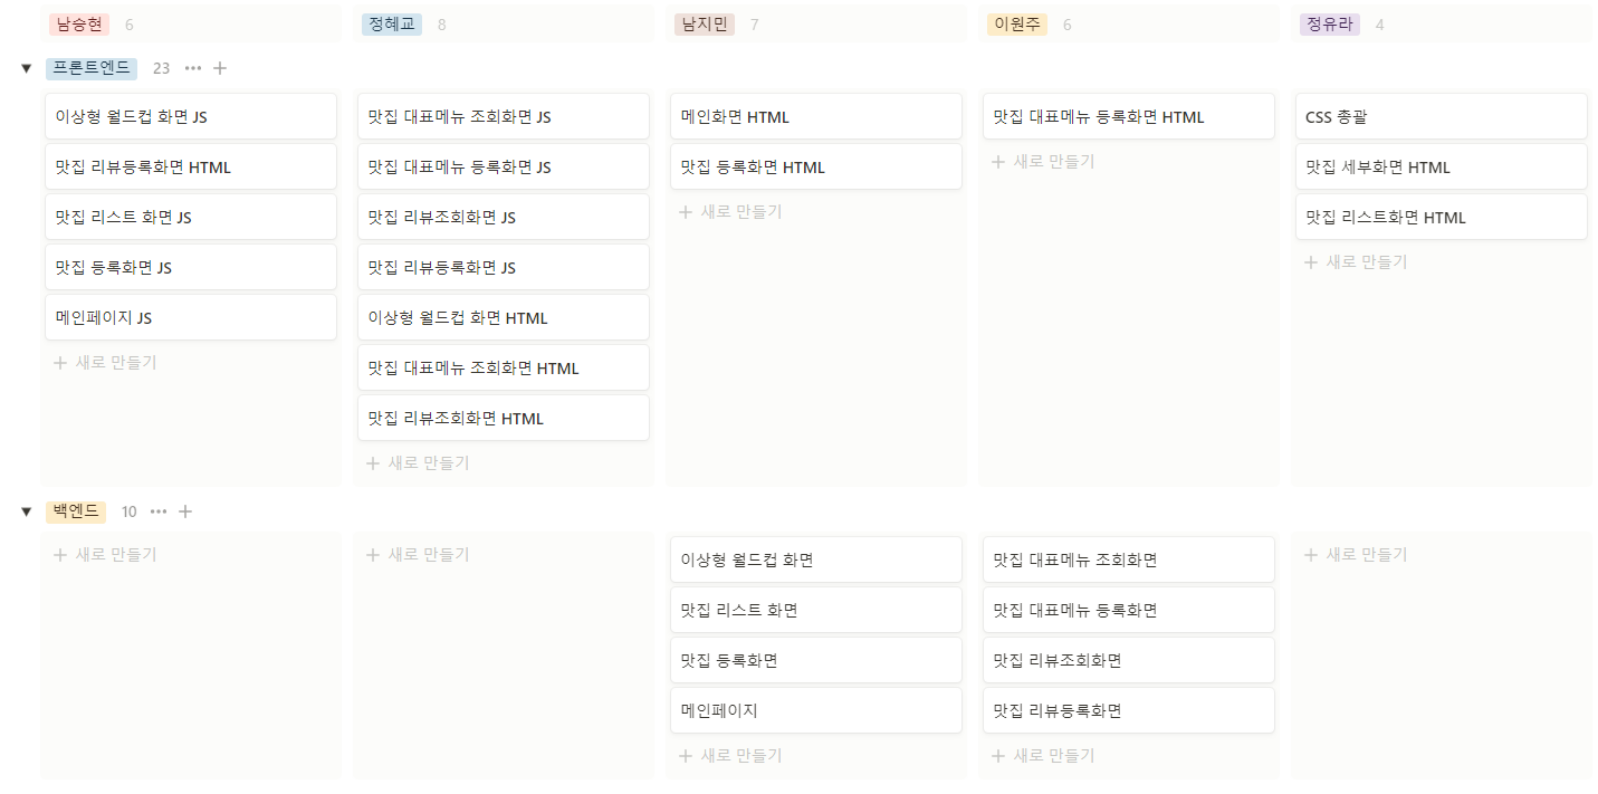 남승현 6
정혜교 8
남지민 7
이원주 6
정유라 4
프론트엔드 23
이상형 월드컵 화면 JS
맛집 리뷰등록화면 HTML
맛집 리스트 화면 JS
맛집 등록화면 JS
메인페이지 JS
새로 만들기
맛집 대표메뉴 조회화면 JS
맛집 대표메뉴 등록화면 JS
맛집 리뷰조회화면 JS
맛집 리뷰등록화면 JS
이상형 월드컵 화면 HTML
맛집 대표메뉴 조회화면 HTML
맛집 리뷰조회화면 HTML
새로 만들기
메인화면 HTML
맛집 등록화면 HTML
새로 만들기
맛집 대표메뉴 등록화면 HTML
새로 만들기
CSS 총괄
맛집 세부화면 HTML
맛집 리스트화면 HTML
새로 만들기
백엔드 10
새로 만들기
새로 만들기
이상형 월드컵 화면
맛집 리스트 화면
맛집 등록화면
메인페이지
새로 만들기
맛집 대표메뉴 조회화면
맛집 대표메뉴 등록화면
맛집 리뷰조회화면
맛집 리뷰등록화면
새로 만들기
새로 만들기